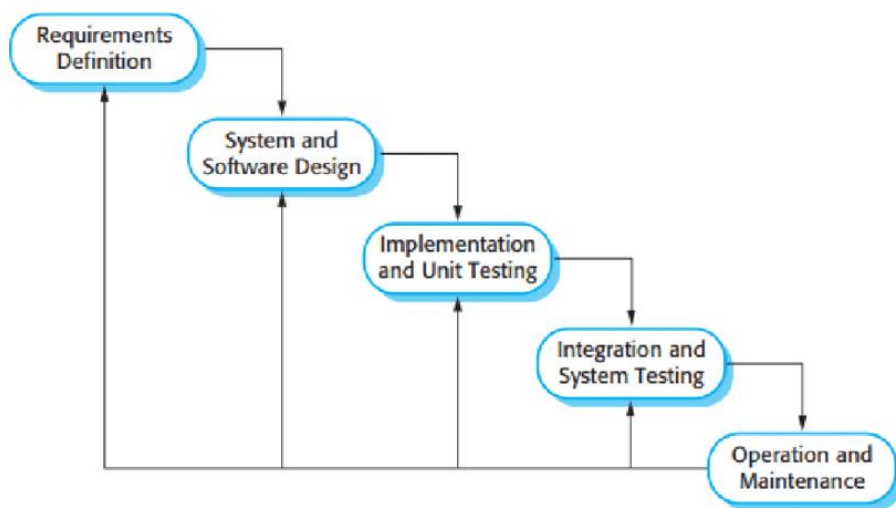 Requirements
Definition
System and
Software Design
Implementation
and Unit Testing
Integration and
System Testing
Operation and
Maintenance